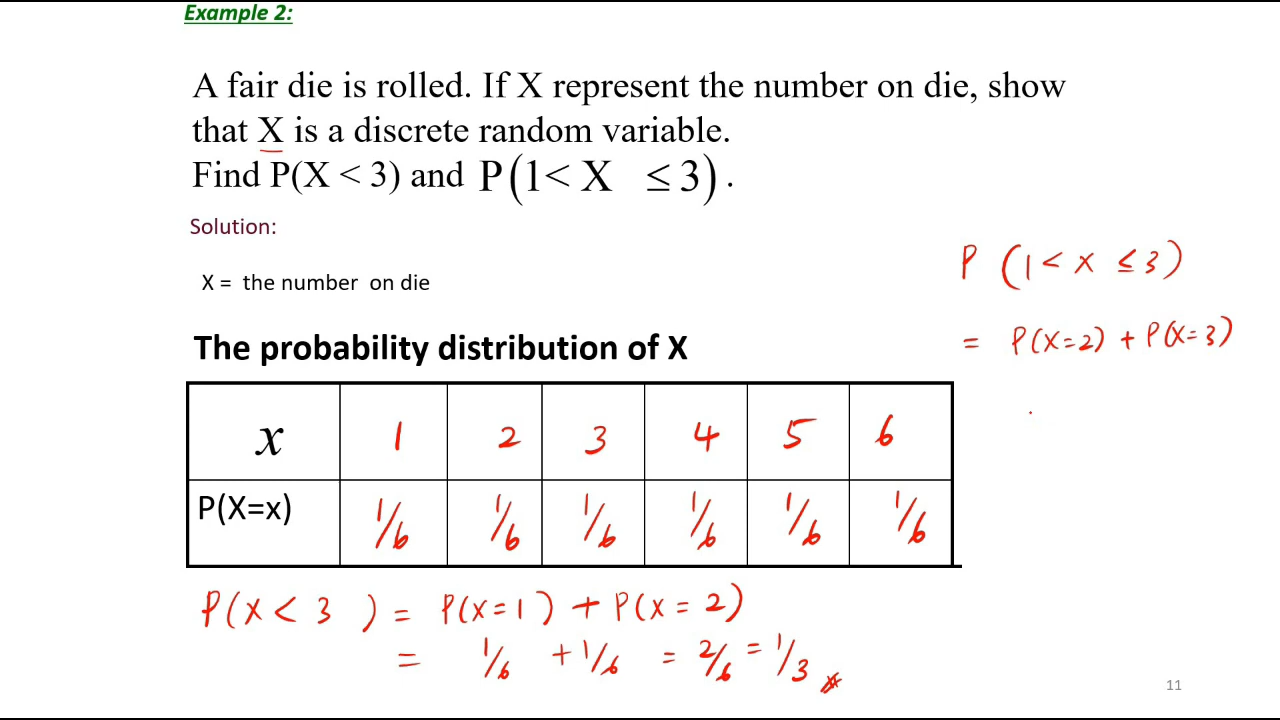 Example 2:
A fair die is rolled. If X represent the number on die, show
that X is a discrete random variable.
Find P(X < 3) and P(1< X ≤3).
Solution:
X = the number on die
P (1 < x ≤ 3)
= P(X=2) + P(X=3)
The probability distribution of X
x 1 2 3 4 5 6
P(X=x) 1/6 1/6 1/6 1/6 1/6 1/6
P(X < 3 ) = P(X=1) + P(X=2)
= 1/6 + 1/6 = 2/6 = 1/3
11